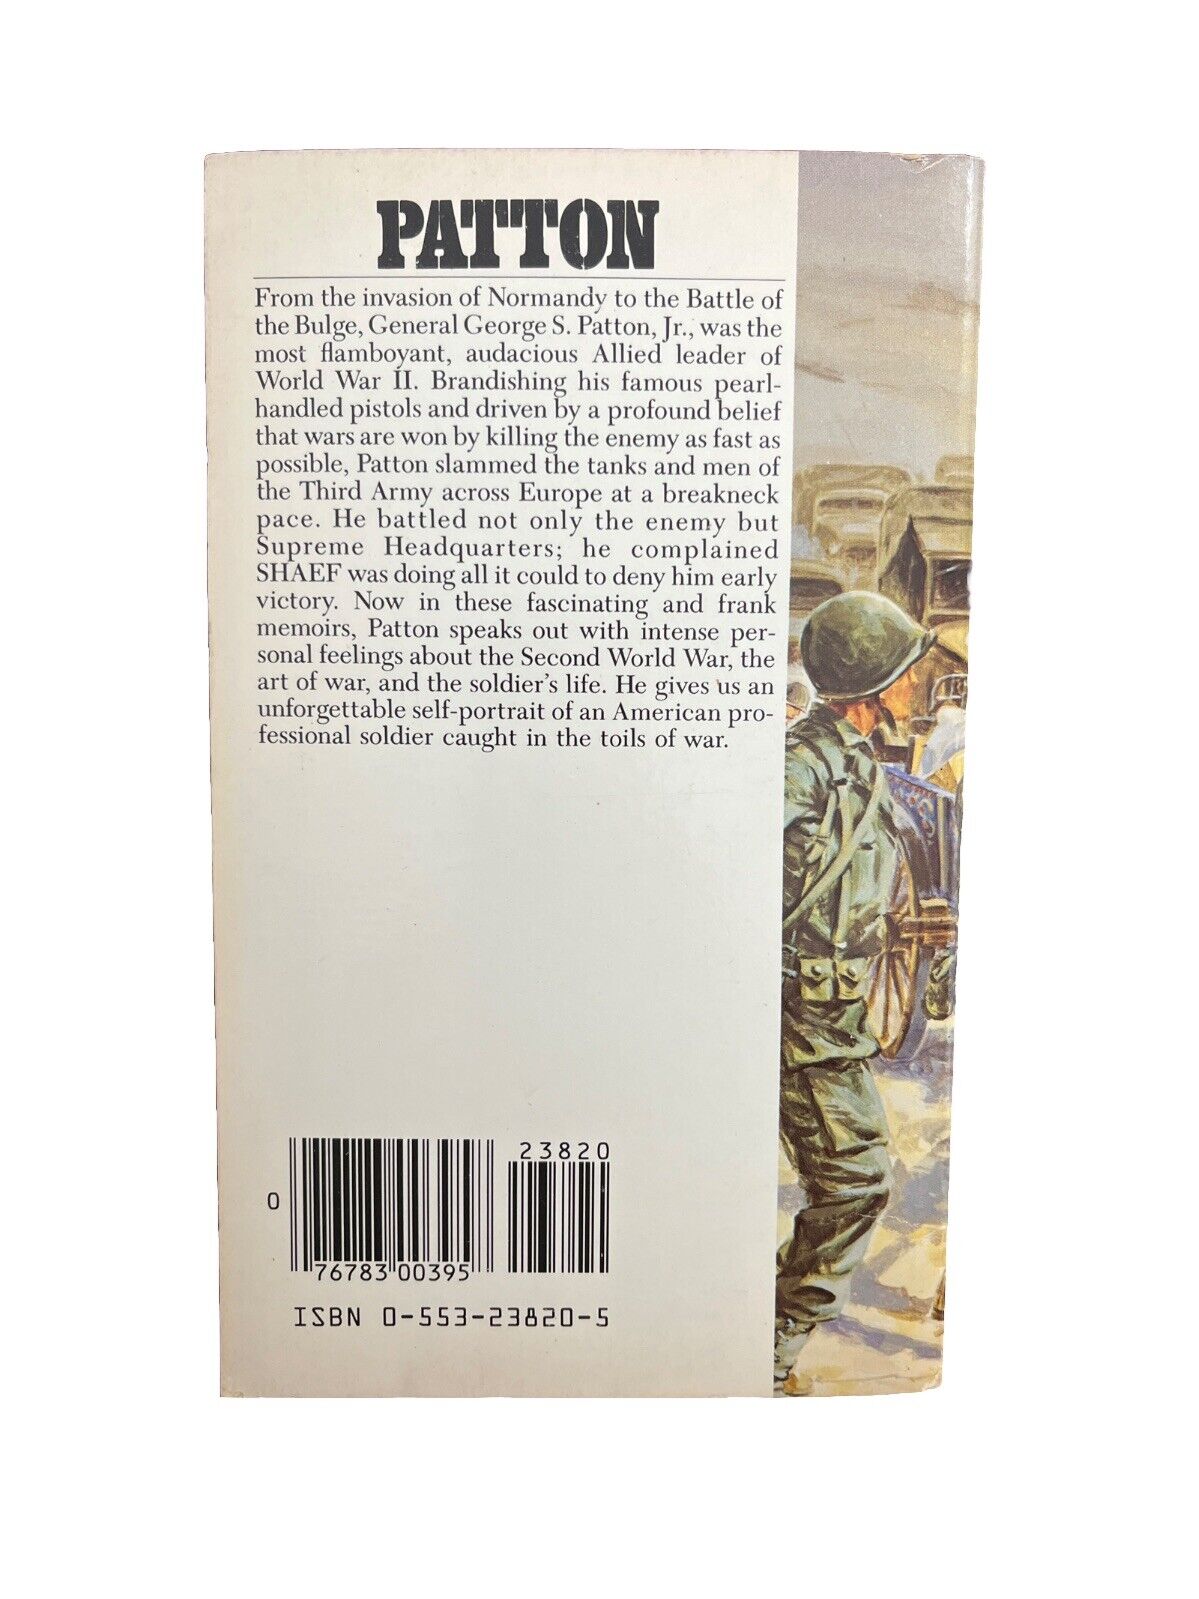 PATTON
From the invasion of Normandy to the Battle of
the Bulge, General George S. Patton, Jr., was the
most flamboyant, audacious Allied leader of
World War II. Brandishing his famous pearl-
handled pistols and driven by a profound belief
that wars are won by killing the enemy as fast as
possible, Patton slammed the tanks and men of
the Third Army across Europe at a breakneck
pace. He battled not only the enemy but
Supreme Headquarters; he complained
SHAEF was doing all it could to deny him early
victory. Now in these fascinating and frank
memoirs, Patton speaks out with intense per-
sonal feelings about the Second World War, the
art of war, and the soldier's life. He gives us an
unforgettable self-portrait of an American pro-
fessional soldier caught in the toils of war.
23820
0
76783 00395
ISBN 0-553-23820-5